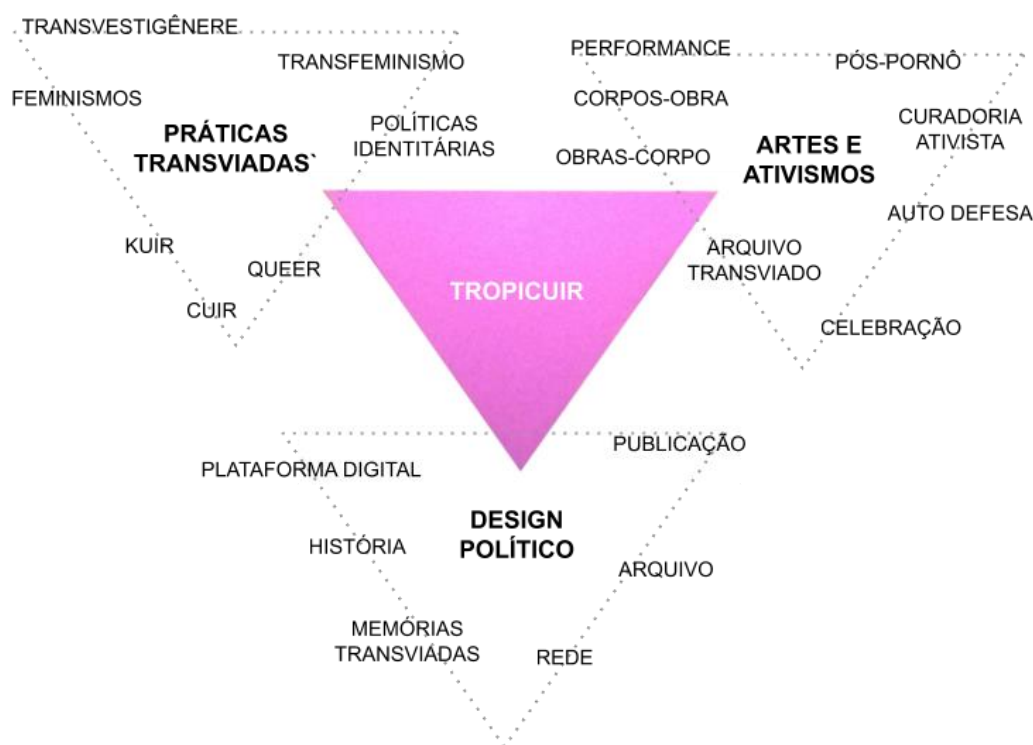 TRANSVESTIGÊNERE
TRANSFEMINISMO
FEMINISMOS
POLÍTICAS
IDENTITÁRIAS
PRÁTICAS
TRANSVIADAS`
KUIR
QUEER
CUIR
PERFORMANCE
PÓS-PORNÔ
CORPOS-OBRA
CURADORIA
ATIVISTA
ARTES E
ATIVISMOS
OBRAS-CORPO
AUTO DEFESA
ARQUIVO
TRANSVIADO
CELEBRAÇÃO
TROPICUIR
PUBLICAÇÃO
PLATAFORMA DIGITAL
DESIGN
POLÍTICO
HISTÓRIA
ARQUIVO
MEMÓRIAS
TRANSVIADAS
REDE